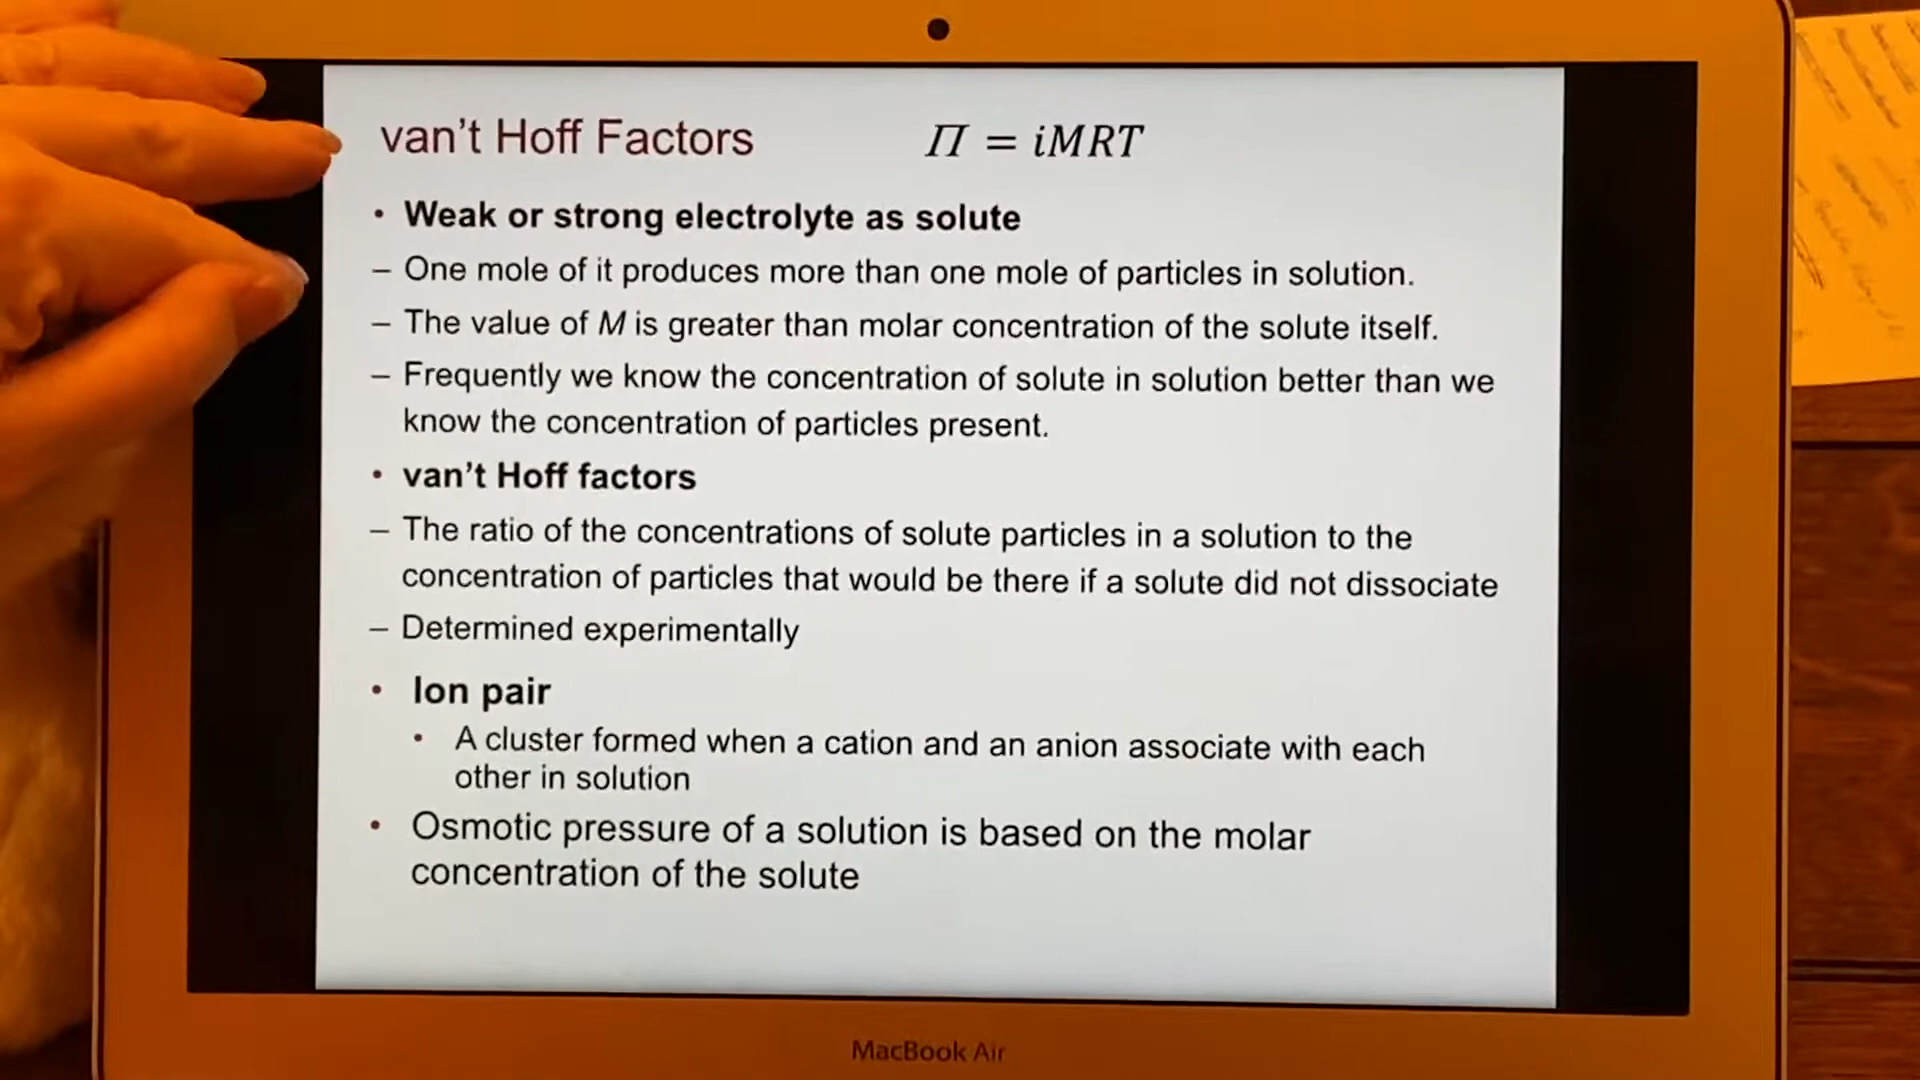 van't Hoff Factors Π = iMRT
• Weak or strong electrolyte as solute
– One mole of it produces more than one mole of particles in solution.
– The value of M is greater than molar concentration of the solute itself.
– Frequently we know the concentration of solute in solution better than we
know the concentration of particles present.
• van't Hoff factors
– The ratio of the concentrations of solute particles in a solution to the
concentration of particles that would be there if a solute did not dissociate
– Determined experimentally
• Ion pair
• A cluster formed when a cation and an anion associate with each
other in solution
• Osmotic pressure of a solution is based on the molar
concentration of the solute
MacBook Air